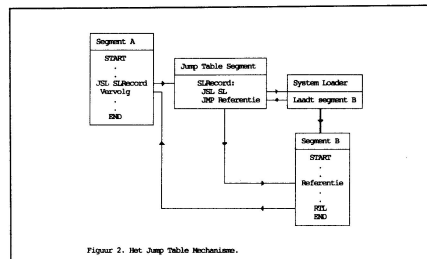 Segment A
START
.
.
JSL SLRecord
Vervolg
.
.
END
Jump Table Segment
SLRecord:
JSL SL
JMP Referentie
System Loader
Laadt segment B
Segment B
START
.
.
Referentie
.
.
RTL
END
Figuur 2. Het Jump Table Mechanisme.